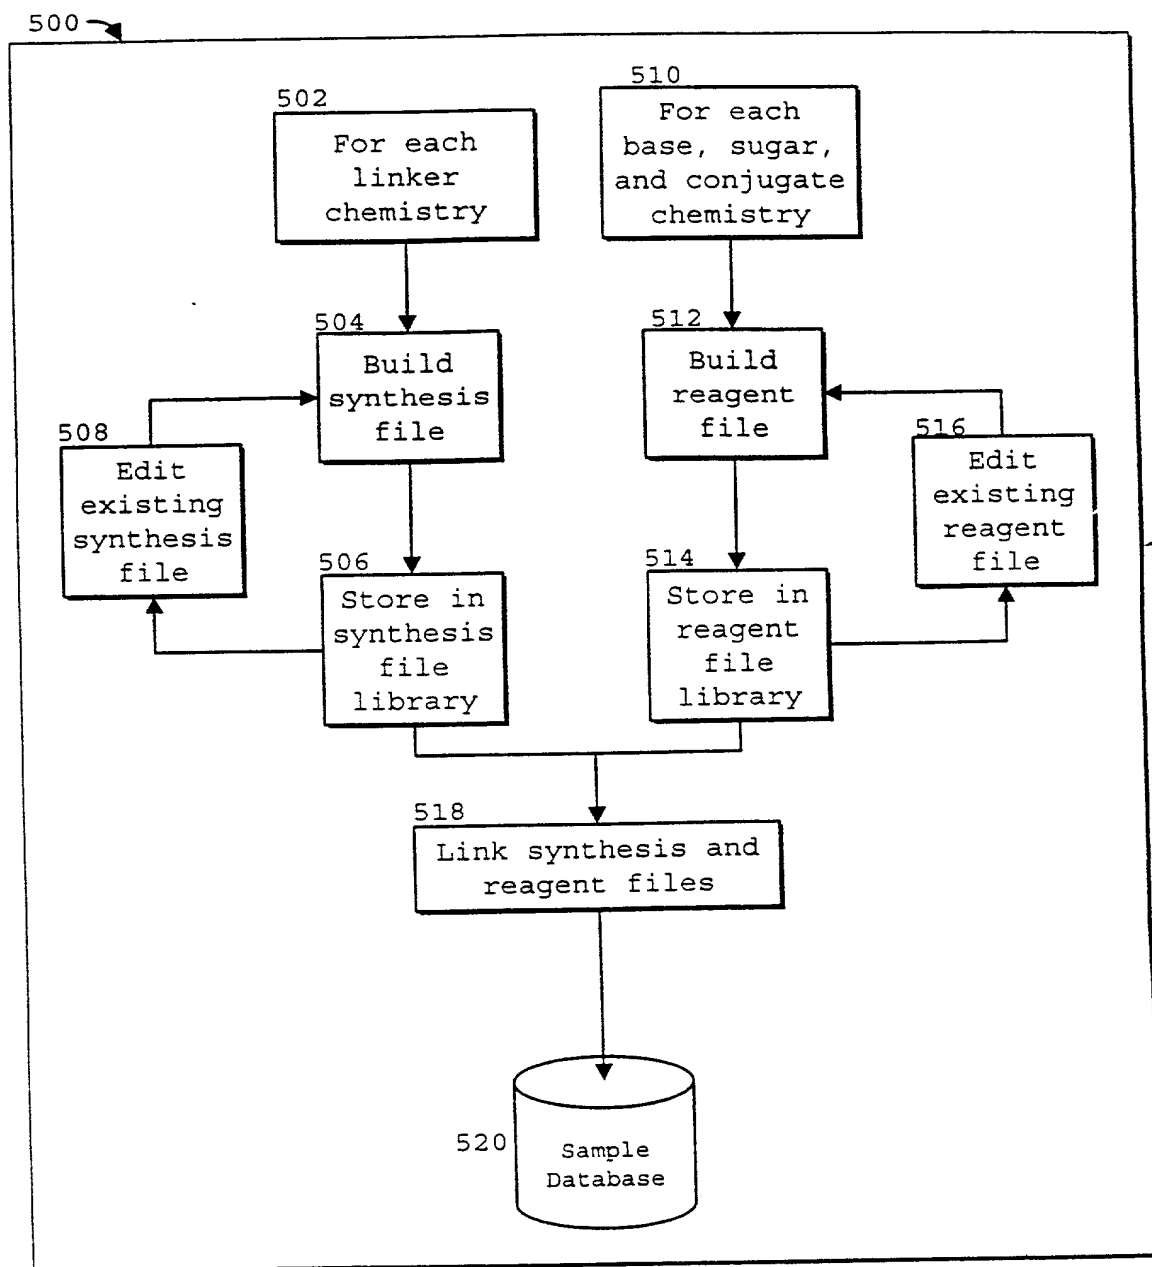 500
502
For each
linker
chemistry
510
For each
base, sugar,
and conjugate
chemistry
504
Build
synthesis
file
512
Build
reagent
file
508
Edit
existing
synthesis
file
516
Edit
existing
reagent
file
506
Store in
synthesis
file
library
514
Store in
reagent
file
library
518
Link synthesis and
reagent files
520
Sample
Database